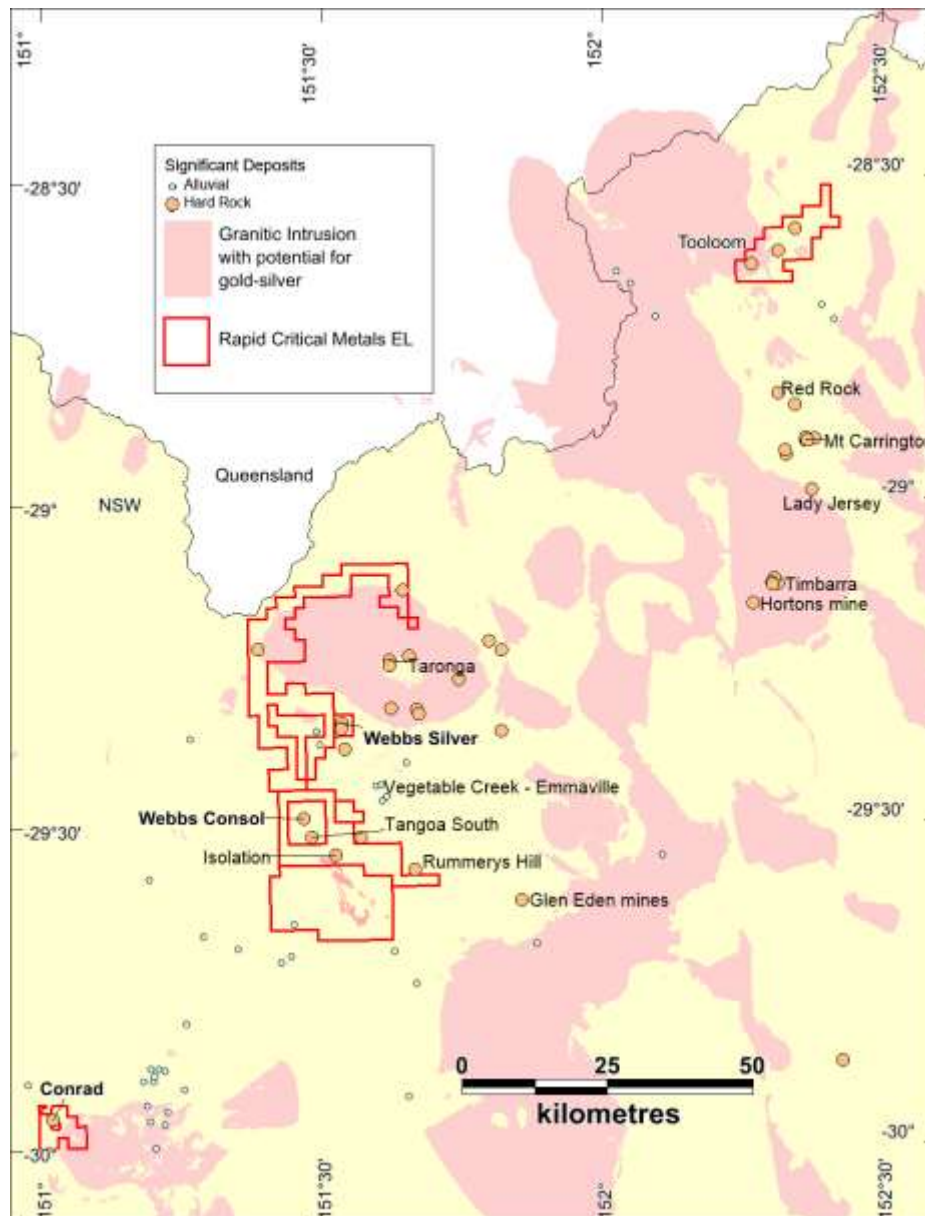 151°
151°30'
152°
152°30'
Significant Deposits
Alluvial
Hard Rock
Granitic Intrusion
with potential for
gold-silver
Rapid Critical Metals EL
-28°30'
-28°30'
Tooloom
Red Rock
Mt Carrington
Queensland
NSW
-29°
-29°
Lady Jersey
Timbarra
Hortons mine
Taronga
Webbs Silver
Vegetable Creek - Emmaville
Webbs Consol
Tangoa South
-29°30'
-29°30'
Isolation
Rummerys Hill
Glen Eden mines
0 25 50
kilometres
Conrad
-30°
-30°
151°
151°30'
152°
152°30'